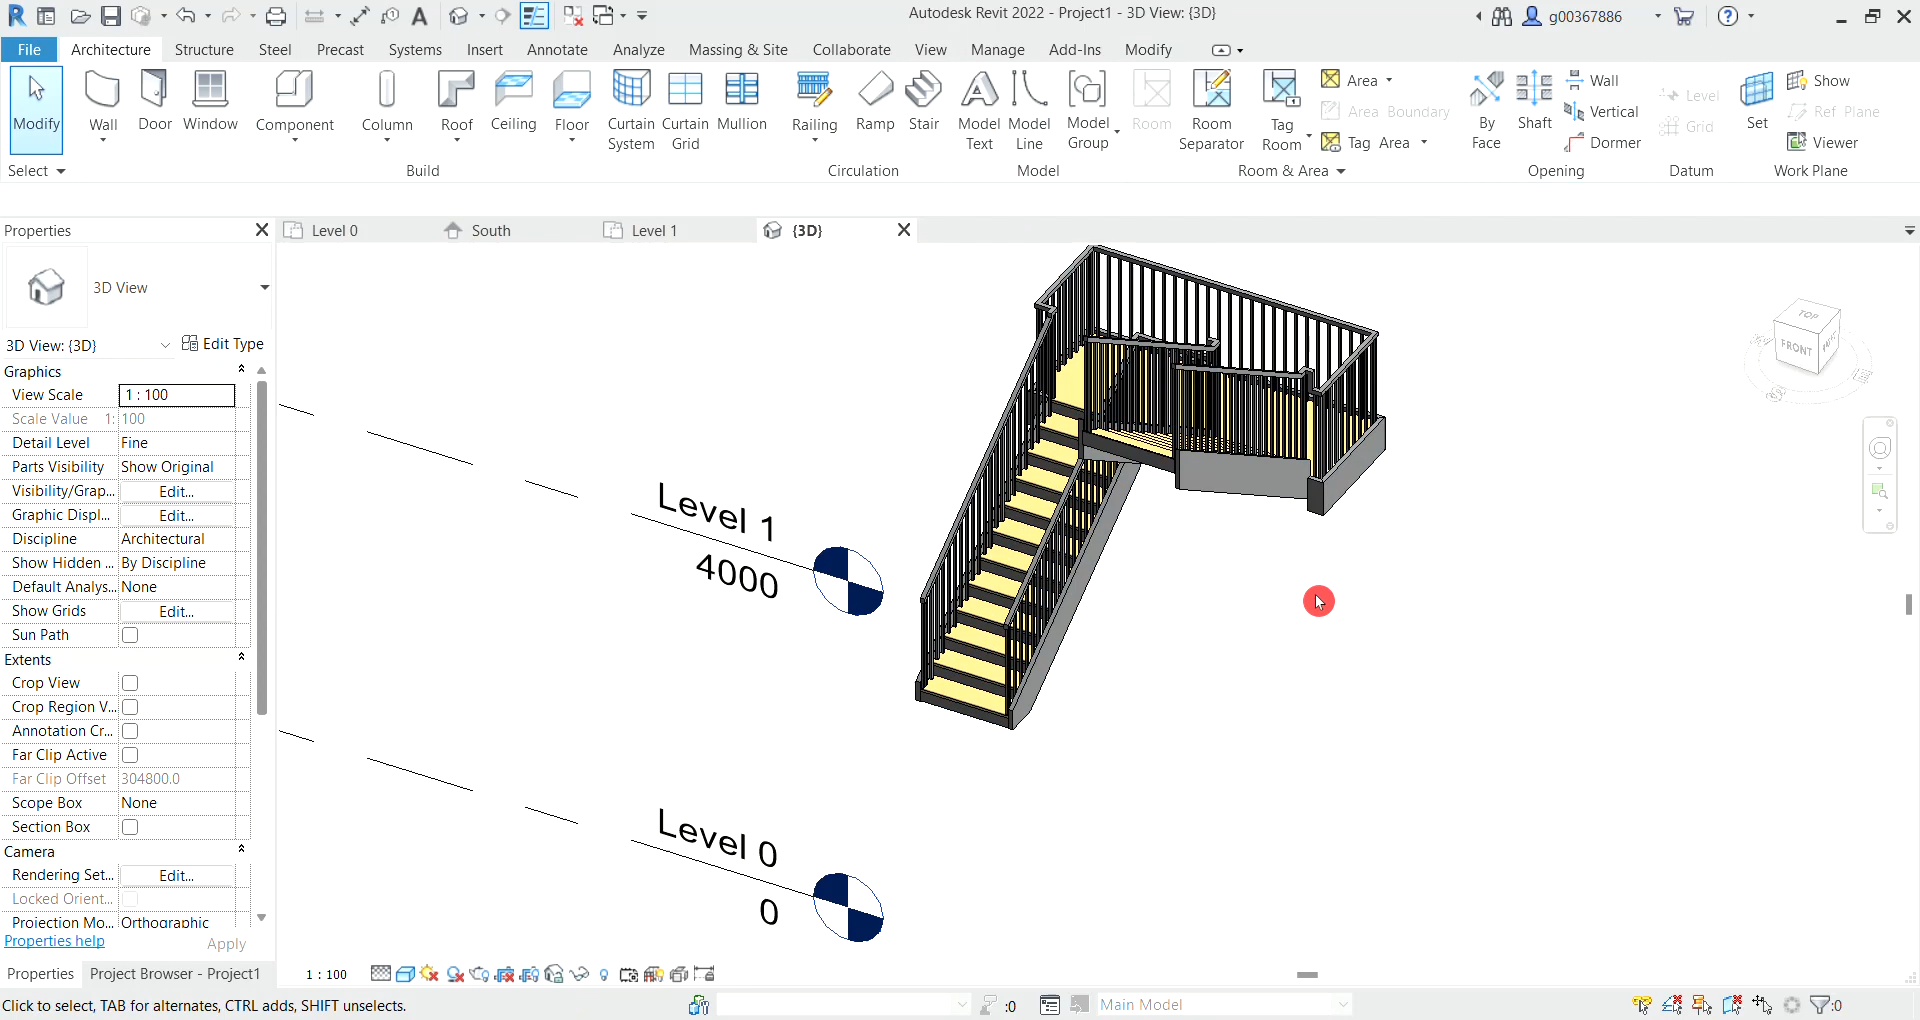 Autodesk Revit 2022 - Project1 - 3D View: {3D}
g00367886
File Architecture Structure Steel Precast Systems Insert Annotate Analyze Massing & Site Collaborate View Manage Add-Ins Modify
Modify
Wall
Door
Window
Component
Column
Roof
Ceiling
Floor
Curtain System
Curtain Grid
Mullion
Railing
Ramp
Stair
Model Text
Model Line
Model Group
Room
Room Separator
Tag Room
Area
Area Boundary
Tag Area
By Face
Shaft
Wall
Vertical
Dormer
Level
Grid
Set
Show
Ref Plane
Viewer
Select
Build
Circulation
Model
Room & Area
Opening
Datum
Work Plane
Properties
Level 0
South
Level 1
{3D}
3D View
3D View: {3D}
Edit Type
Graphics
View Scale 1 : 100
Scale Value 1: 100
Detail Level Fine
Parts Visibility Show Original
Visibility/Grap... Edit...
Graphic Displ... Edit...
Discipline Architectural
Show Hidden ... By Discipline
Default Analys... None
Show Grids Edit...
Sun Path
Extents
Crop View
Crop Region V...
Annotation Cr...
Far Clip Active
Far Clip Offset 304800.0
Scope Box None
Section Box
Camera
Rendering Set... Edit...
Locked Orient...
Projection Mo... Orthographic
Properties help
Apply
Properties
Project Browser - Project1
Level 1
4000
Level 0
0
TOP
FRONT
1 : 100
Click to select, TAB for alternates, CTRL adds, SHIFT unselects.
:0
Main Model
:0